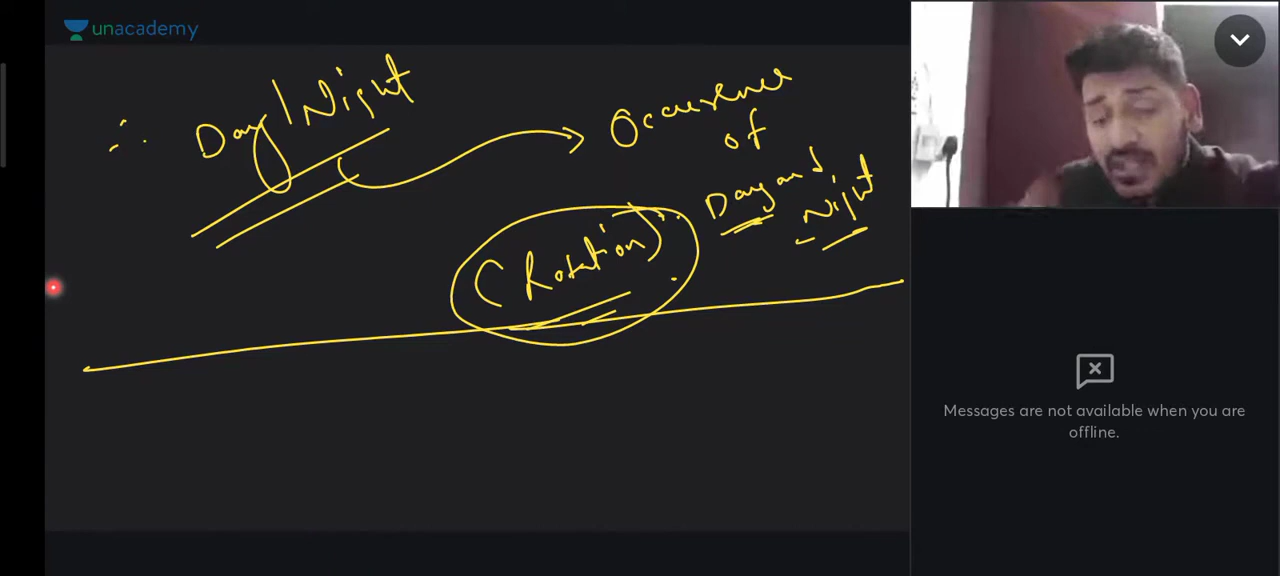 unacademy
∴ Day/Night
Occurrence
of
Day and
Night
(Rotation)
Messages are not available when you are
offline.